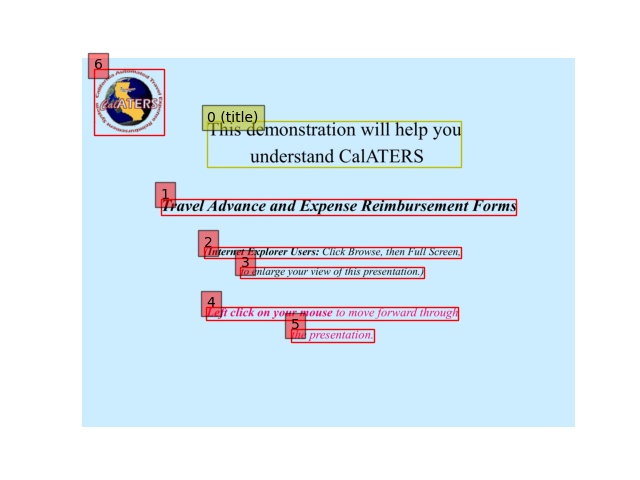 6
CalATERS
0 (title)
This demonstration will help you
understand CalATERS
1
Travel Advance and Expense Reimbursement Forms
2
(Internet Explorer Users: Click Browse, then Full Screen,
3
to enlarge your view of this presentation.)
4
Left click on your mouse to move forward through
5
the presentation.